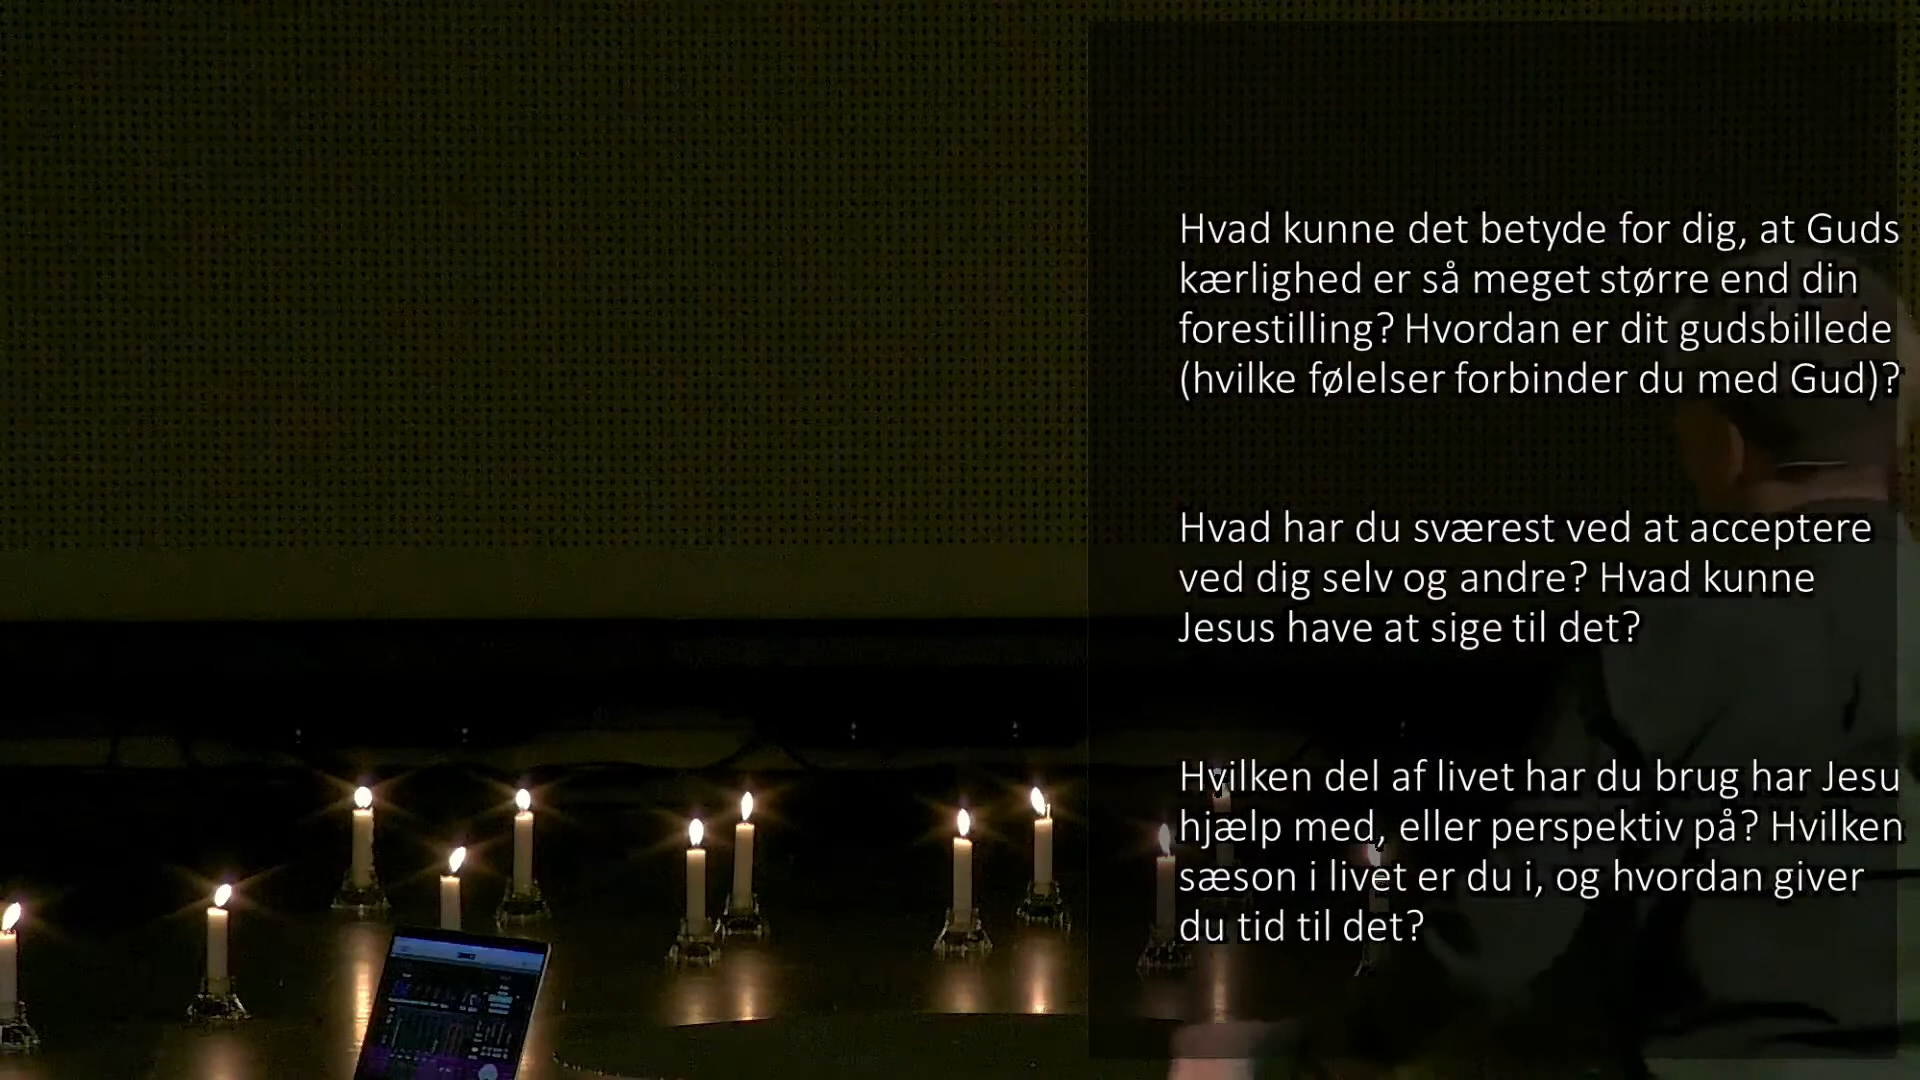 Hvad kunne det betyde for dig, at Guds
kærlighed er så meget større end din
forestilling? Hvordan er dit gudsbillede
(hvilke følelser forbinder du med Gud)?
Hvad har du sværest ved at acceptere
ved dig selv og andre? Hvad kunne
Jesus have at sige til det?
Hvilken del af livet har du brug har Jesu
hjælp med, eller perspektiv på? Hvilken
sæson i livet er du i, og hvordan giver
du tid til det?